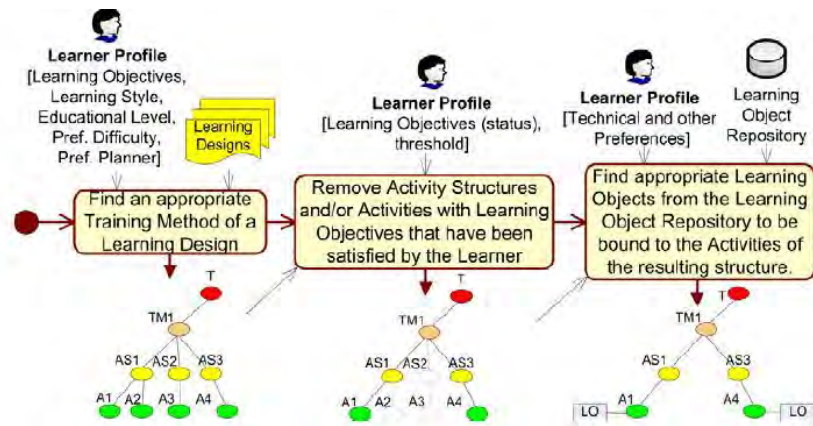 Learner Profile
[Learning Objectives,
Learning Style,
Educational Level,
Pref. Difficulty,
Pref. Planner]
Learning
Designs
Find an appropriate
Training Method of a
Learning Design
T
TM1
AS1 AS2 AS3
A1 A2 A3 A4
Learner Profile
[Learning Objectives (status),
threshold]
Remove Activity Structures
and/or Activities with Learning
Objectives that have been
satisfied by the Learner
T
TM1
AS1 AS2 AS3
A1 A2 A3 A4
Learner Profile
[Technical and other
Preferences]
Learning
Object
Repository
Find appropriate Learning
Objects from the Learning
Object Repository to be
bound to the Activities of
the resulting structure.
T
TM1
AS1 AS3
A1 A4
LO LO